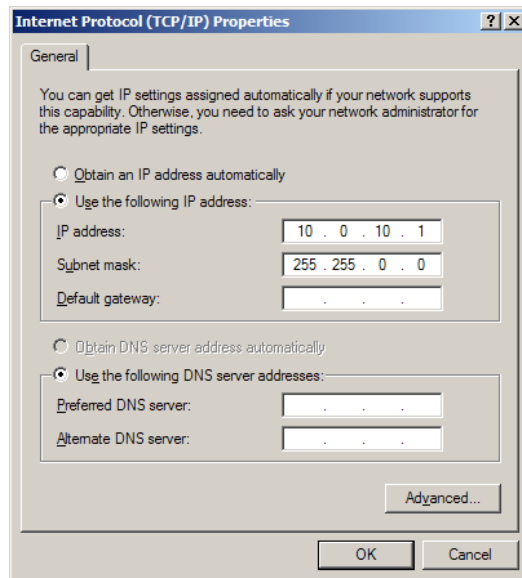 Internet Protocol (TCP/IP) Properties
General
You can get IP settings assigned automatically if your network supports
this capability. Otherwise, you need to ask your network administrator for
the appropriate IP settings.
Obtain an IP address automatically
Use the following IP address:
IP address: 10 . 0 . 10 . 1
Subnet mask: 255 . 255 . 0 . 0
Default gateway: . . .
Obtain DNS server address automatically
Use the following DNS server addresses:
Preferred DNS server: . . .
Alternate DNS server: . . .
Advanced...
OK Cancel